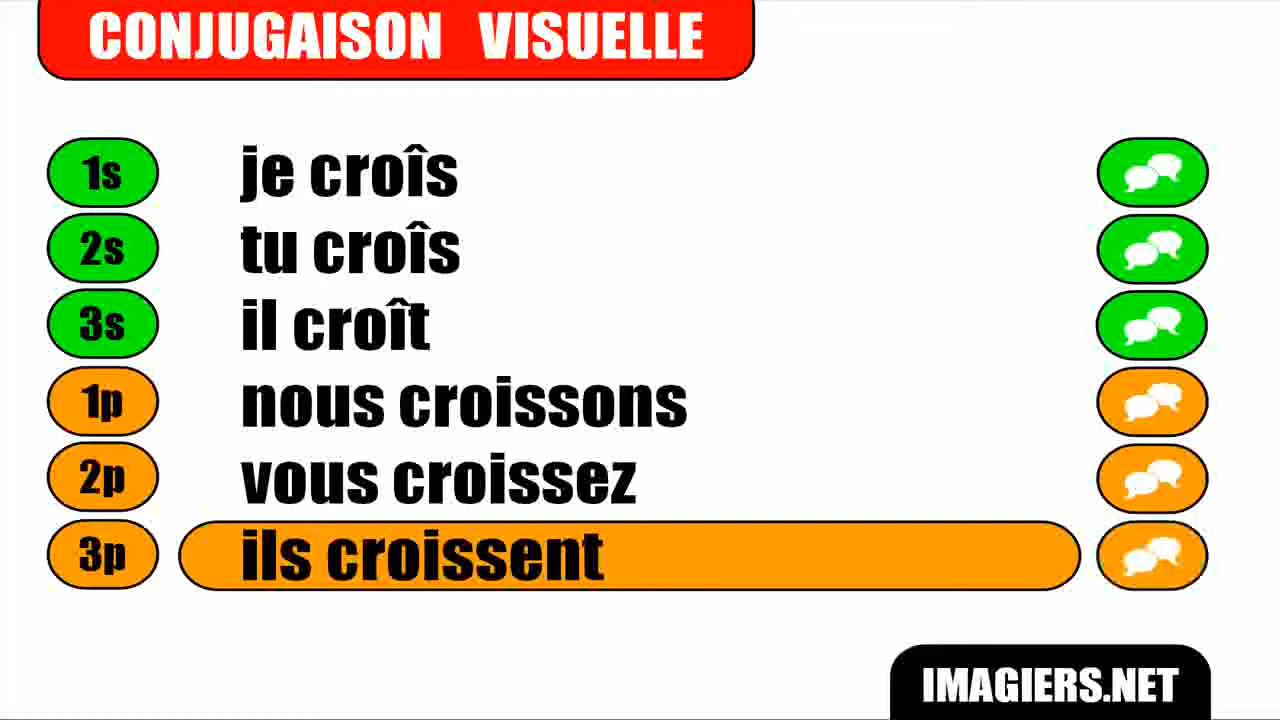 CONJUGAISON VISUELLE
1s je croîs
2s tu croîs
3s il croît
1p nous croissons
2p vous croissez
3p ils croissent
IMAGIERS.NET